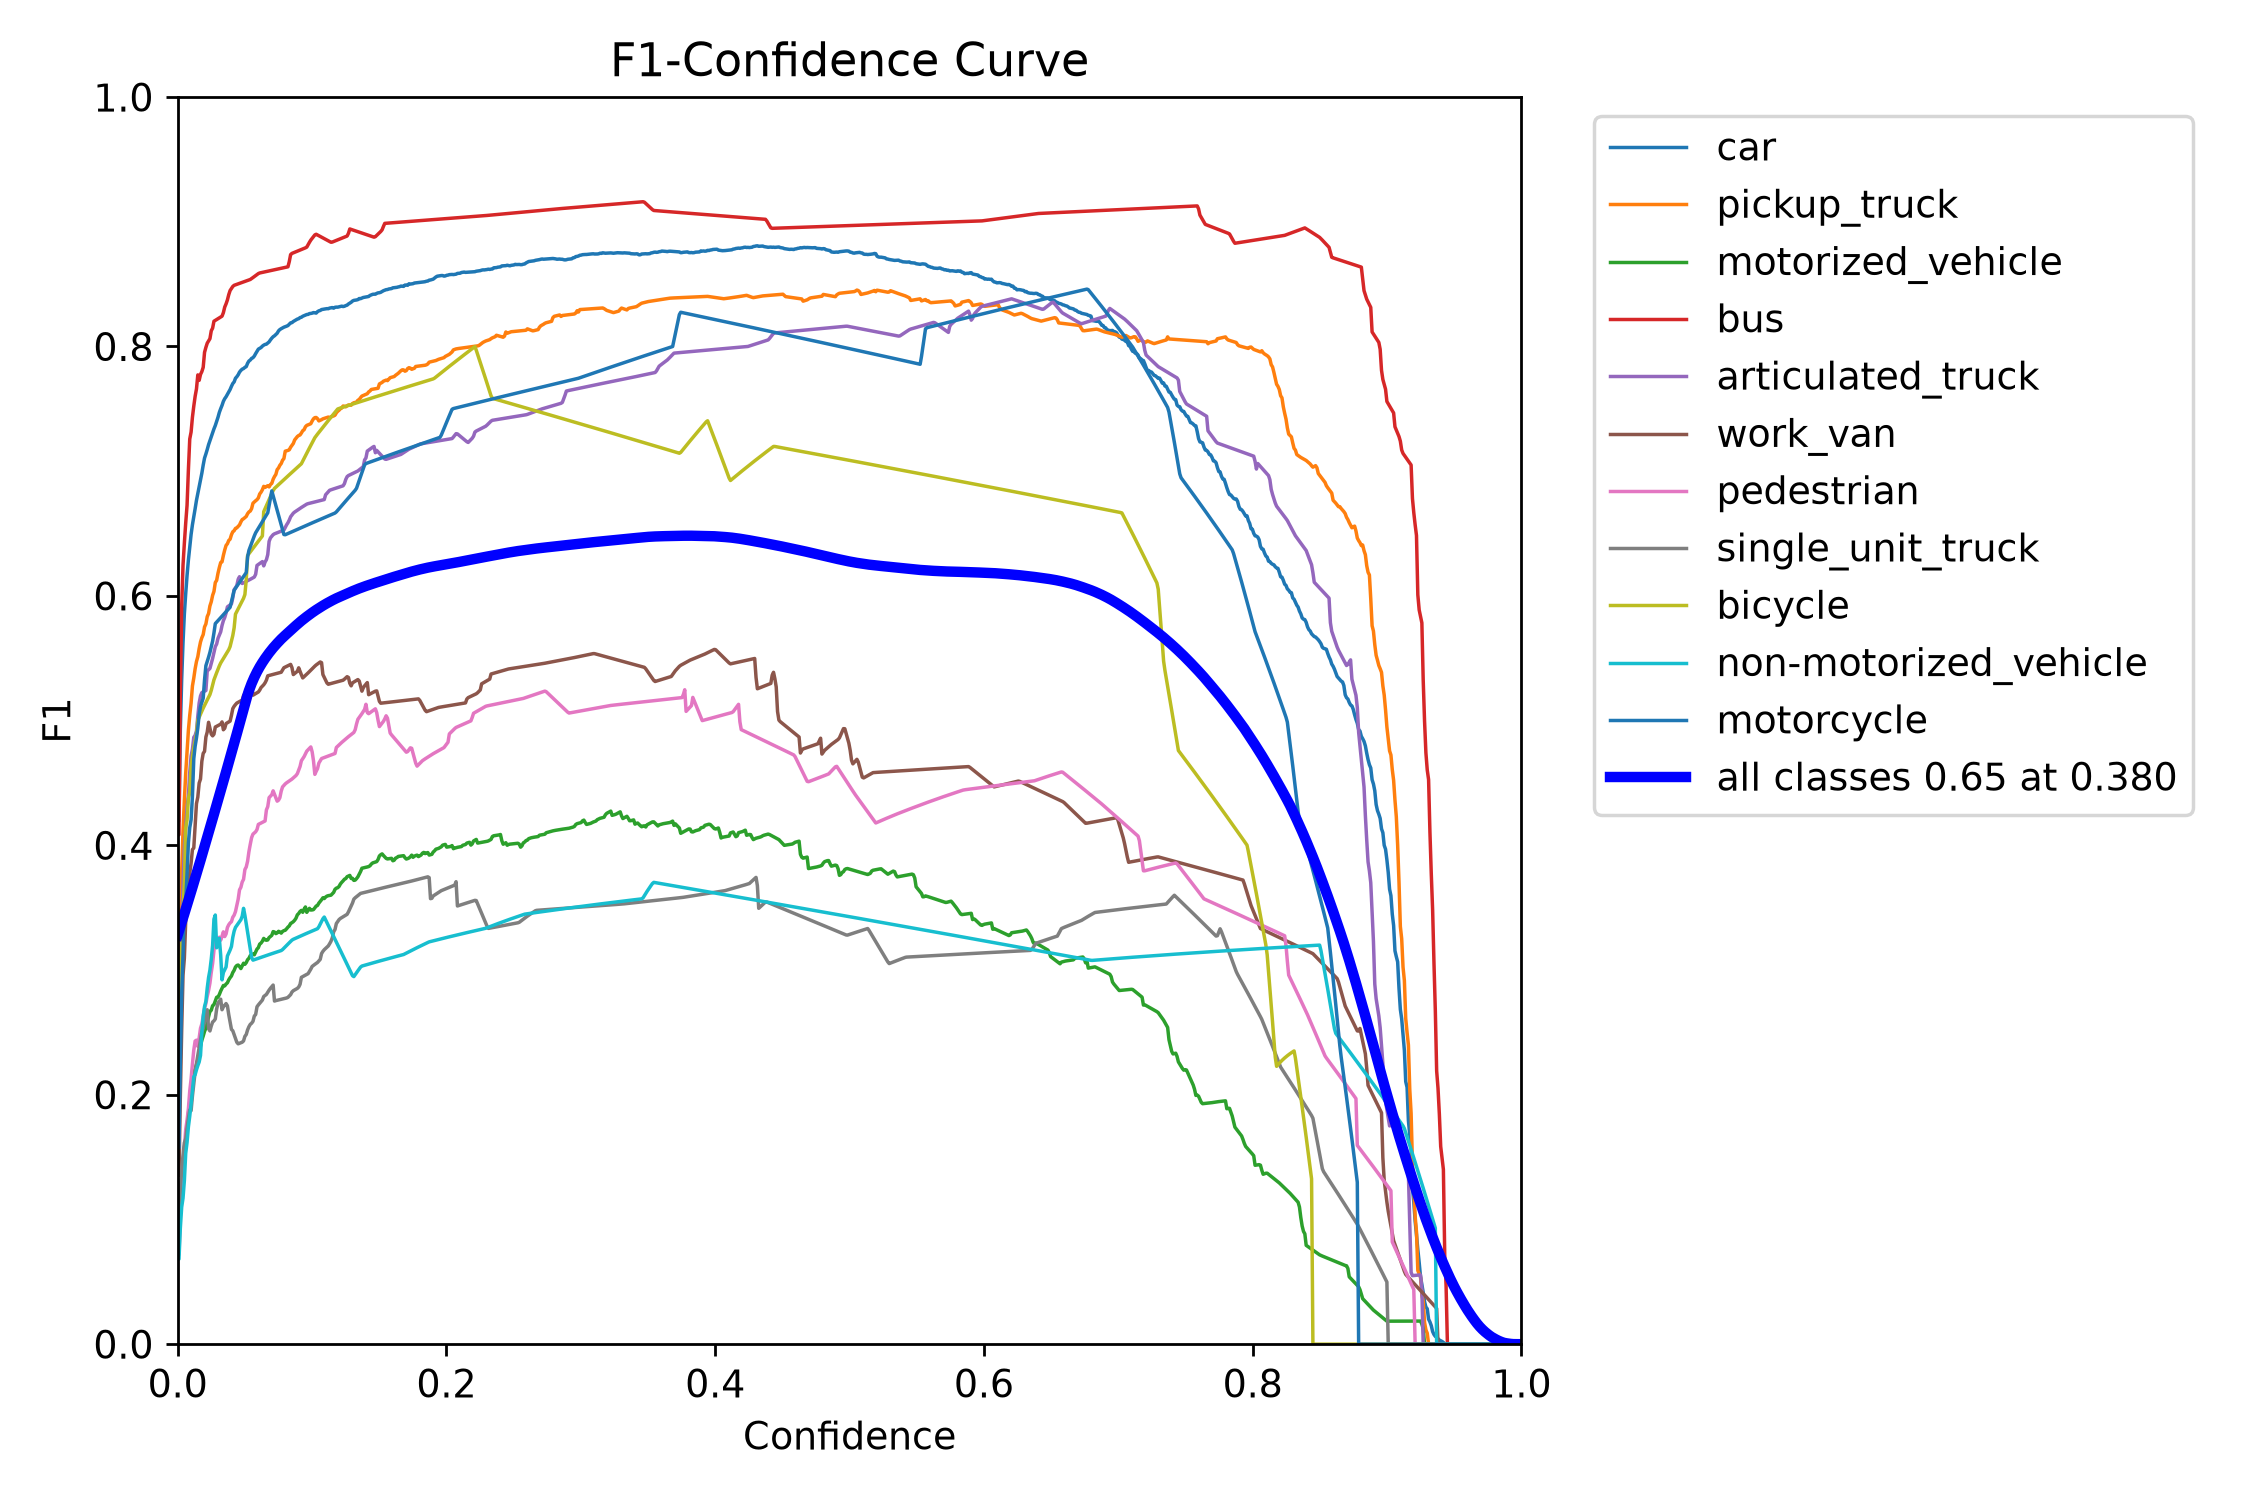 F1-Confidence Curve
1.0
0.8
0.6
0.4
0.2
0.0
F1
0.0 0.2 0.4 0.6 0.8 1.0
Confidence
car
pickup_truck
motorized_vehicle
bus
articulated_truck
work_van
pedestrian
single_unit_truck
bicycle
non-motorized_vehicle
motorcycle
all classes 0.65 at 0.380